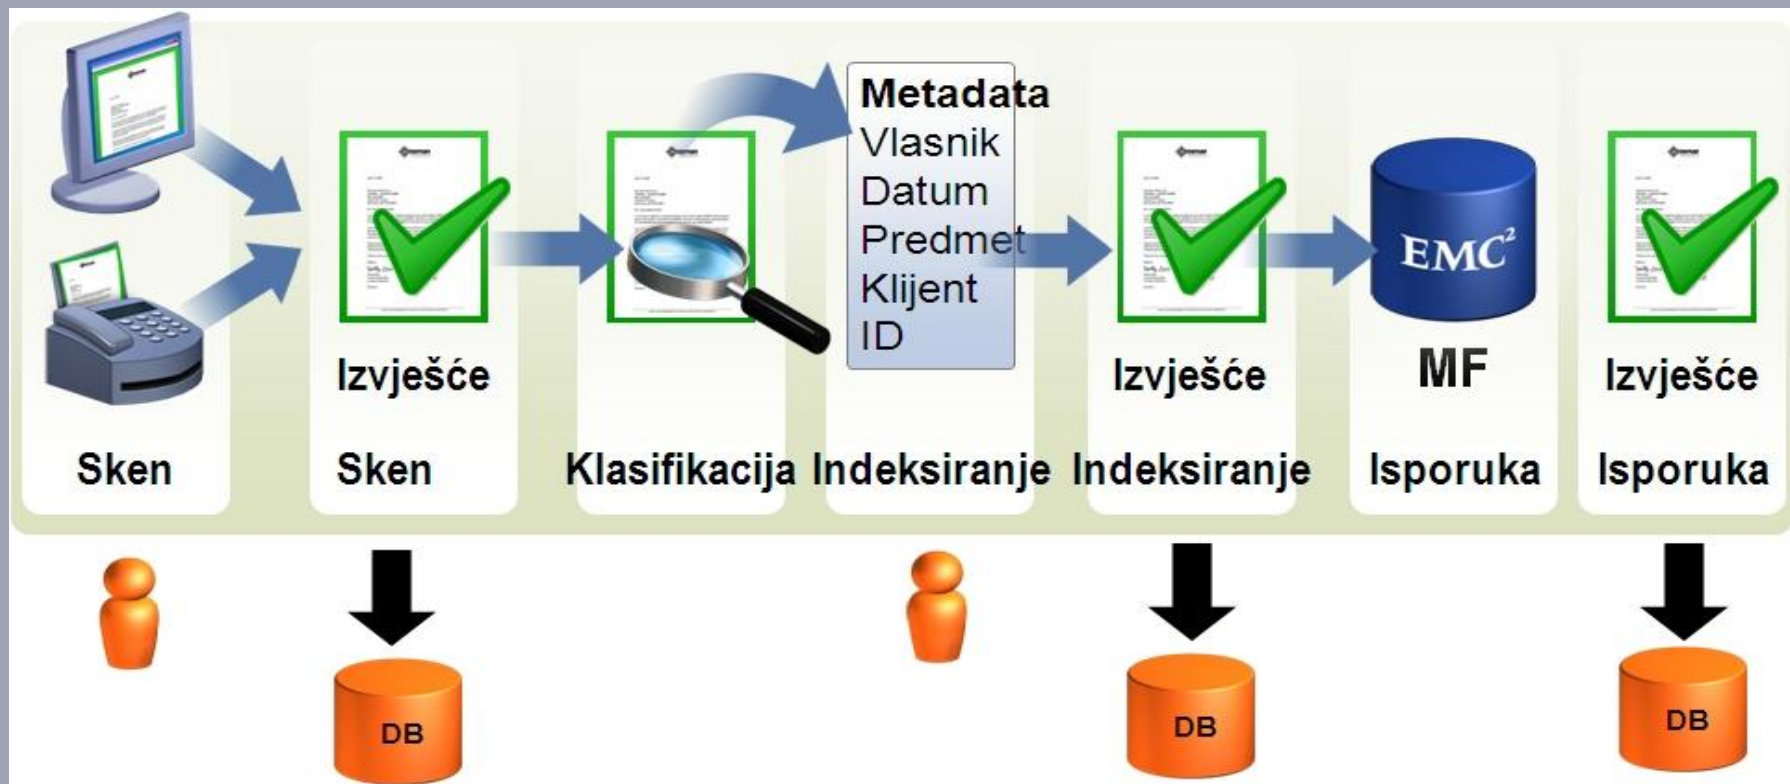 Metadata
Vlasnik
Datum
Predmet
Klijent
ID
EMC²
Izvješće
Izvješće
MF
Izvješće
Sken
Sken
Klasifikacija
Indeksiranje
Indeksiranje
Isporuka
Isporuka
DB
DB
DB